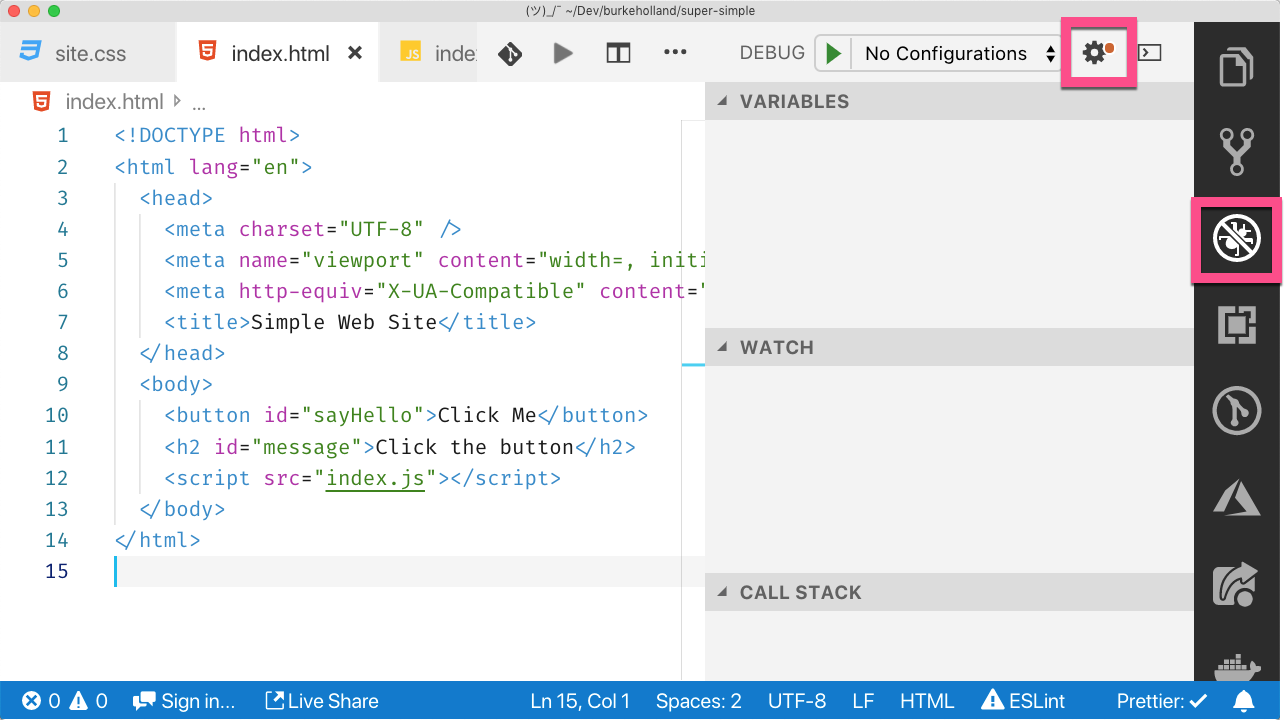 (ツ)_/¯ ~/Dev/burkeholland/super-simple
site.css index.html × JS inde DEBUG No Configurations
index.html ...
VARIABLES
1 <!DOCTYPE html>
2 <html lang="en">
3 <head>
4 <meta charset="UTF-8" />
5 <meta name="viewport" content="width=, initi
6 <meta http-equiv="X-UA-Compatible" content="
7 <title>Simple Web Site</title>
8 </head>
9 <body>
10 <button id="sayHello">Click Me</button>
11 <h2 id="message">Click the button</h2>
12 <script src="index.js"></script>
13 </body>
14 </html>
15
WATCH
CALL STACK
0 0 Sign in... Live Share Ln 15, Col 1 Spaces: 2 UTF-8 LF HTML ESLint Prettier: ✓